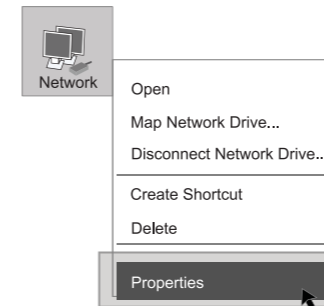 Network
Open
Map Network Drive...
Disconnect Network Drive..
Create Shortcut
Delete
Properties